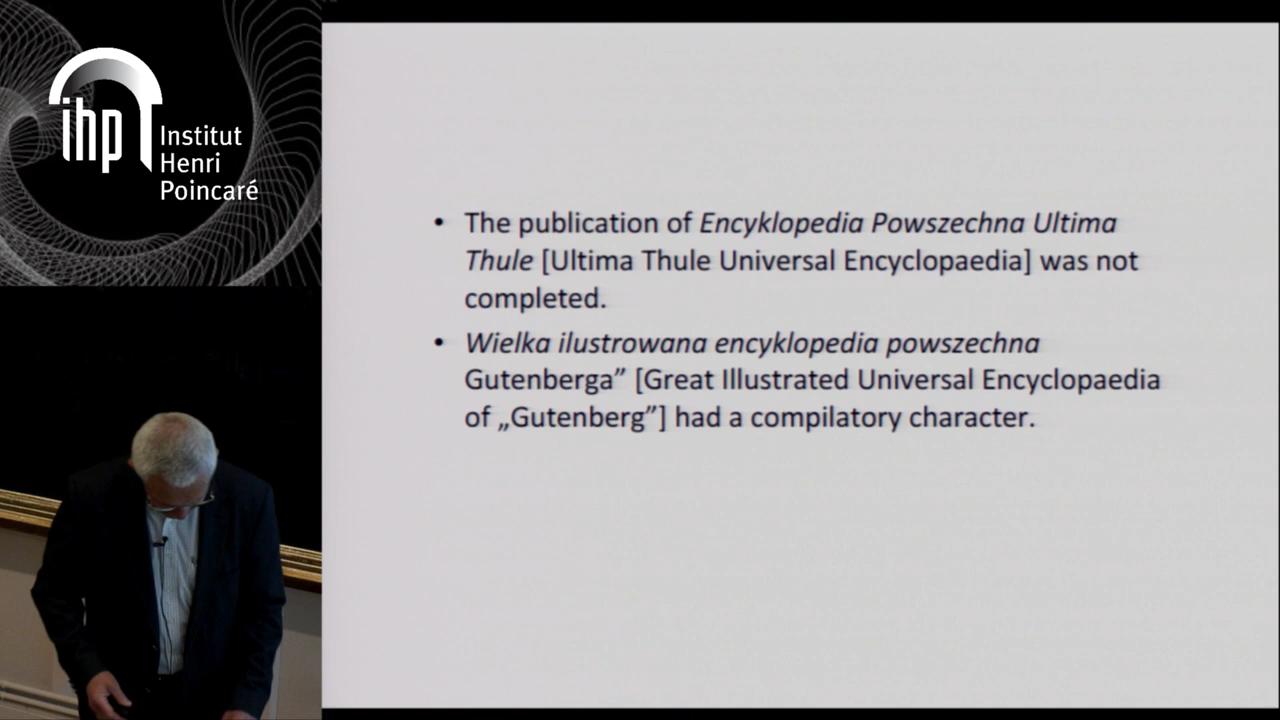 ihp
Institut
Henri
Poincaré
• The publication of Encyklopedia Powszechna Ultima
Thule [Ultima Thule Universal Encyclopaedia] was not
completed.
• Wielka ilustrowana encyklopedia powszechna
Gutenberga” [Great Illustrated Universal Encyclopaedia
of „Gutenberg”] had a compilatory character.